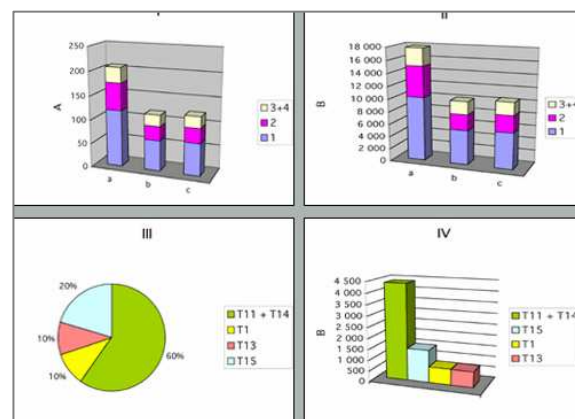 I
250
200
150
100
50
0
A
a
b
c
3+4
2
1
II
18 000
16 000
14 000
12 000
10 000
8 000
6 000
4 000
2 000
0
B
a
b
c
3+4
2
1
III
20%
10%
10%
60%
T11 + T14
T1
T13
T15
IV
4 500
4 000
3 500
3 000
2 500
2 000
1 500
1 000
500
0
B
T11 + T14
T15
T1
T13